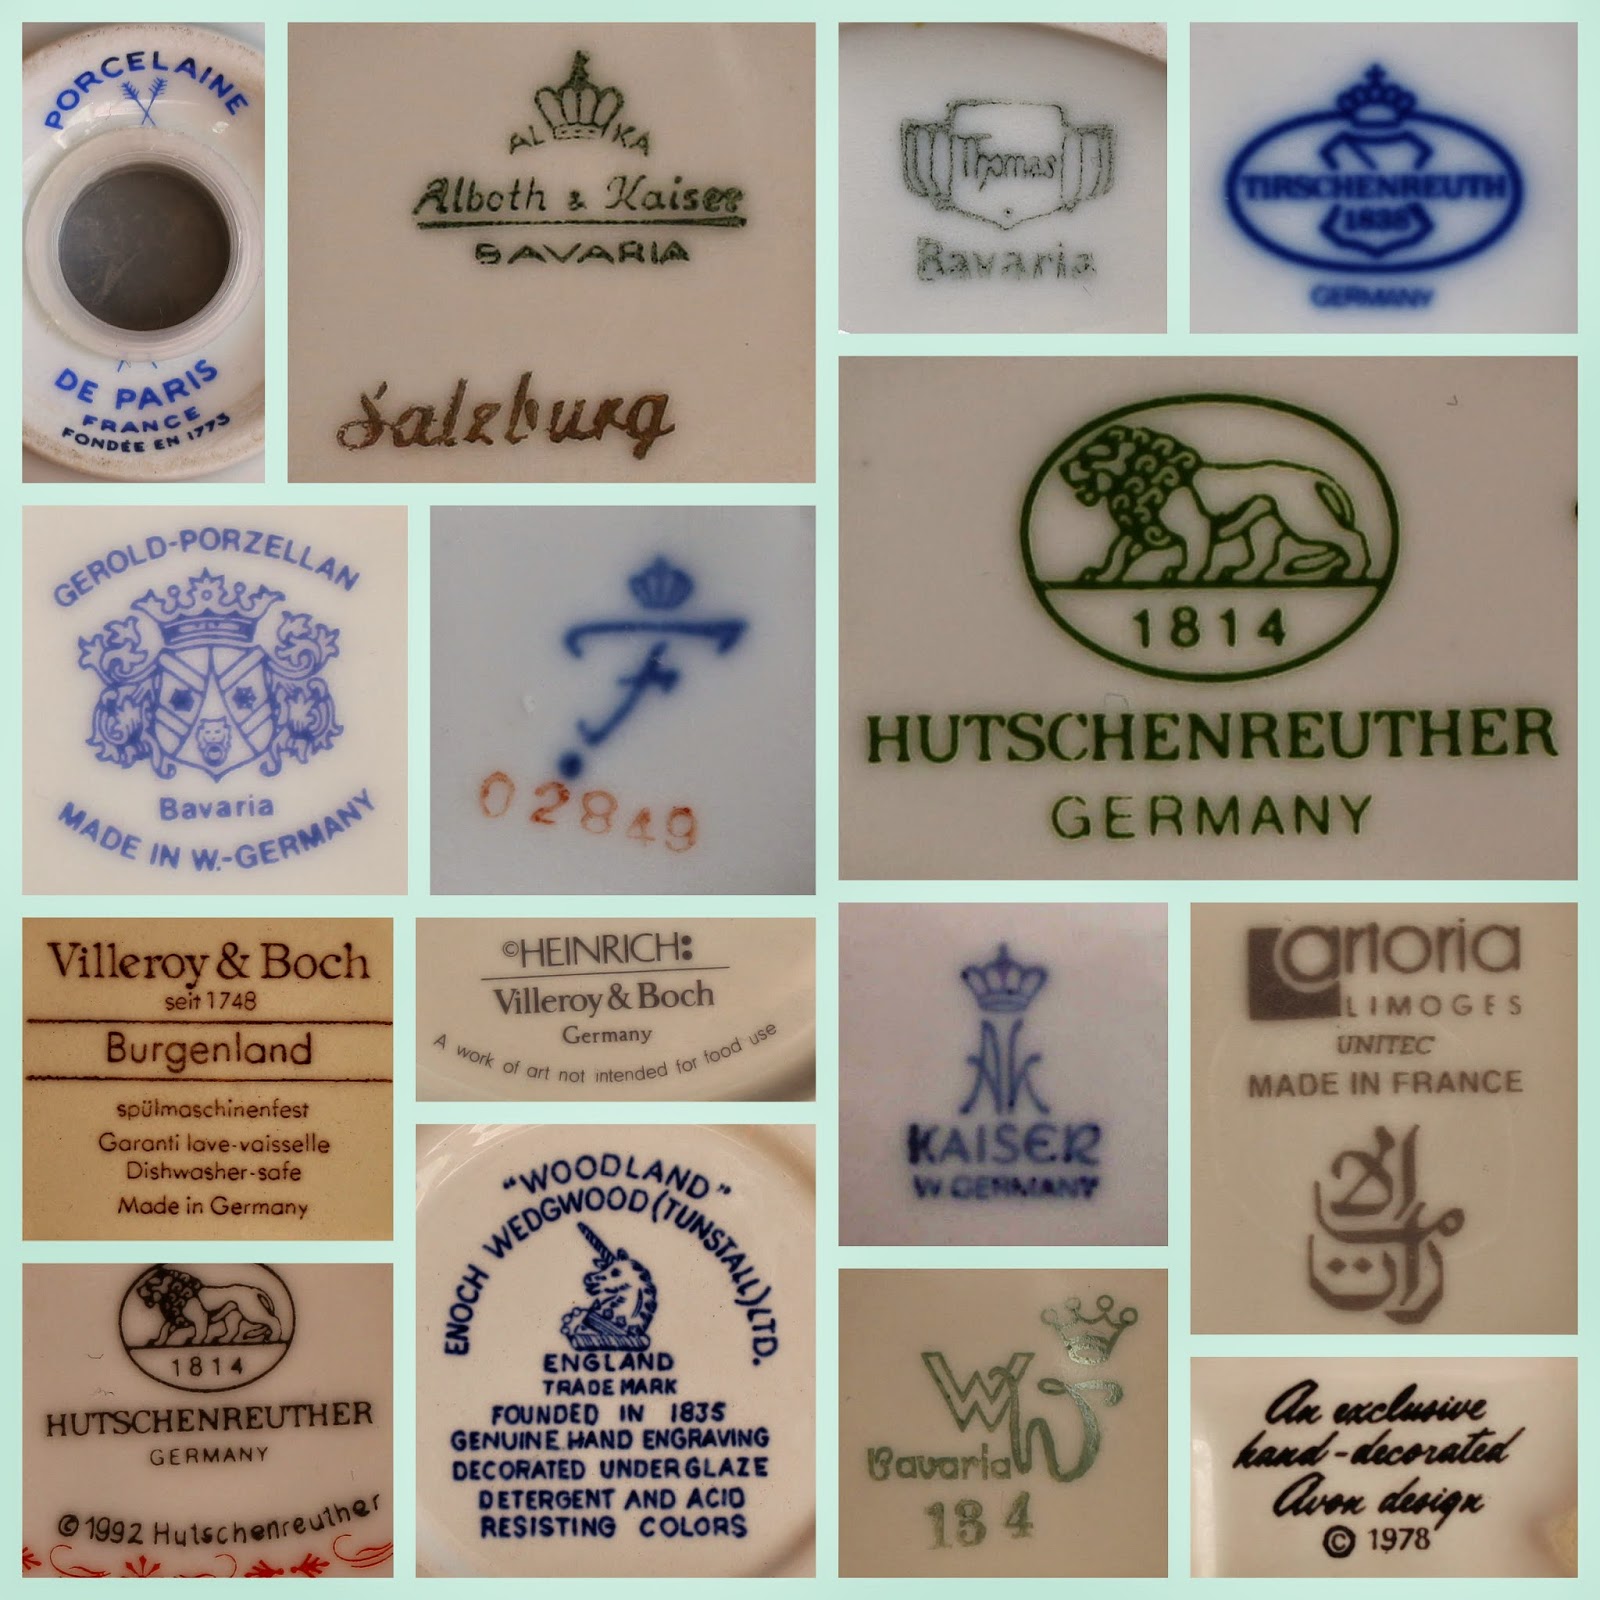 PORCELAINE
DE PARIS
FRANCE
FONDÉE EN 1773
ALKA
Alboth & Kaiser
BAVARIA
Salzburg
Thomas
Bavaria
TIRSCHENREUTH
1838
GERMANY
GEROLD-PORZELLAN
Bavaria
MADE IN W.-GERMANY
F
02849
1814
HUTSCHENREUTHER
GERMANY
Villeroy & Boch
seit 1748
Burgenland
spülmaschinenfest
Garanti lave-vaisselle
Dishwasher-safe
Made in Germany
©HEINRICH:
Villeroy & Boch
Germany
A work of art not intended for food use
AK
KAISER
W. GERMANY
artoria
LIMOGES
UNITEC
MADE IN FRANCE
1814
HUTSCHENREUTHER
GERMANY
©1992 Hutschenreuther
"WOODLAND"
ENOCH WEDGWOOD (TUNSTALL) LTD.
ENGLAND
TRADE MARK
FOUNDED IN 1835
GENUINE HAND ENGRAVING
DECORATED UNDERGLAZE
DETERGENT AND ACID
RESISTING COLORS
Bavaria
134
An exclusive
hand-decorated
Avon design
© 1978